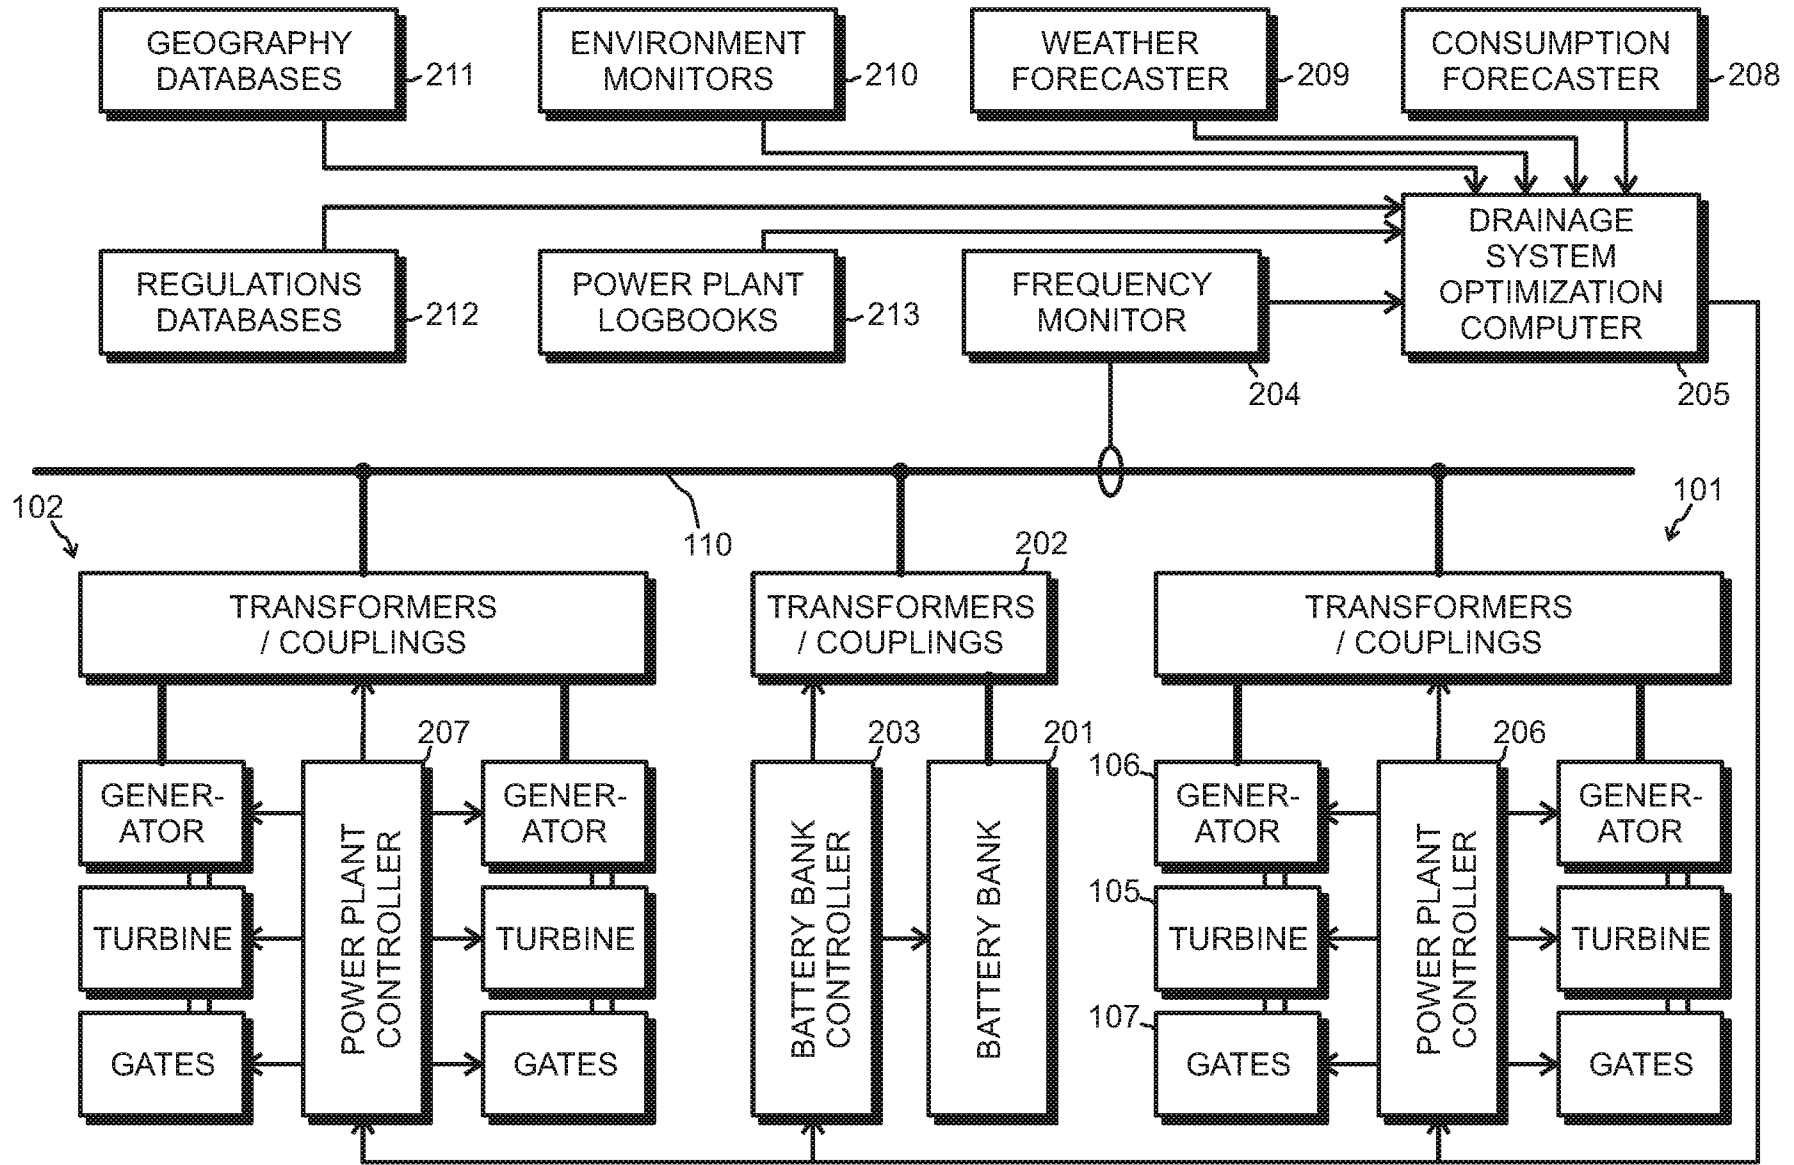 GEOGRAPHY
DATABASES
211
ENVIRONMENT
MONITORS
210
WEATHER
FORECASTER
209
CONSUMPTION
FORECASTER
208
REGULATIONS
DATABASES
212
POWER PLANT
LOGBOOKS
213
FREQUENCY
MONITOR
204
DRAINAGE
SYSTEM
OPTIMIZATION
COMPUTER
205
102
110
101
TRANSFORMERS
/ COUPLINGS
202
TRANSFORMERS
/ COUPLINGS
TRANSFORMERS
/ COUPLINGS
GENER-
ATOR
TURBINE
GATES
207
POWER PLANT
CONTROLLER
GENER-
ATOR
TURBINE
GATES
203
BATTERY BANK
CONTROLLER
201
BATTERY BANK
106
GENER-
ATOR
105
TURBINE
107
GATES
206
POWER PLANT
CONTROLLER
GENER-
ATOR
TURBINE
GATES